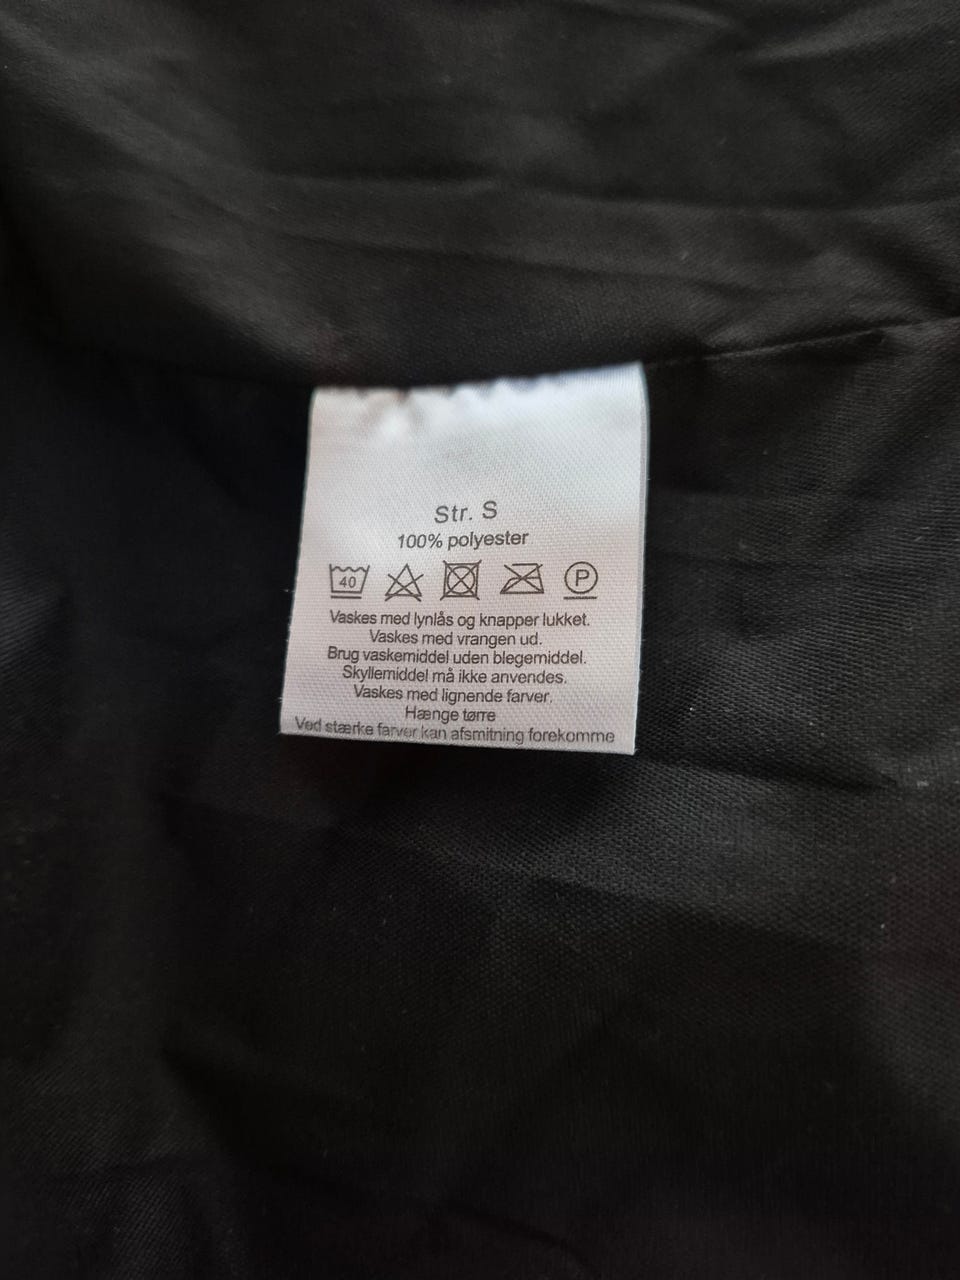 Str. S
100% polyester
40 P
Vaskes med lynlås og knapper lukket.
Vaskes med vrangen ud.
Brug vaskemiddel uden blegemiddel.
Skyllemiddel må ikke anvendes.
Vaskes med lignende farver.
Hænge tørre
Ved stærke farver kan afsmitning forekomme